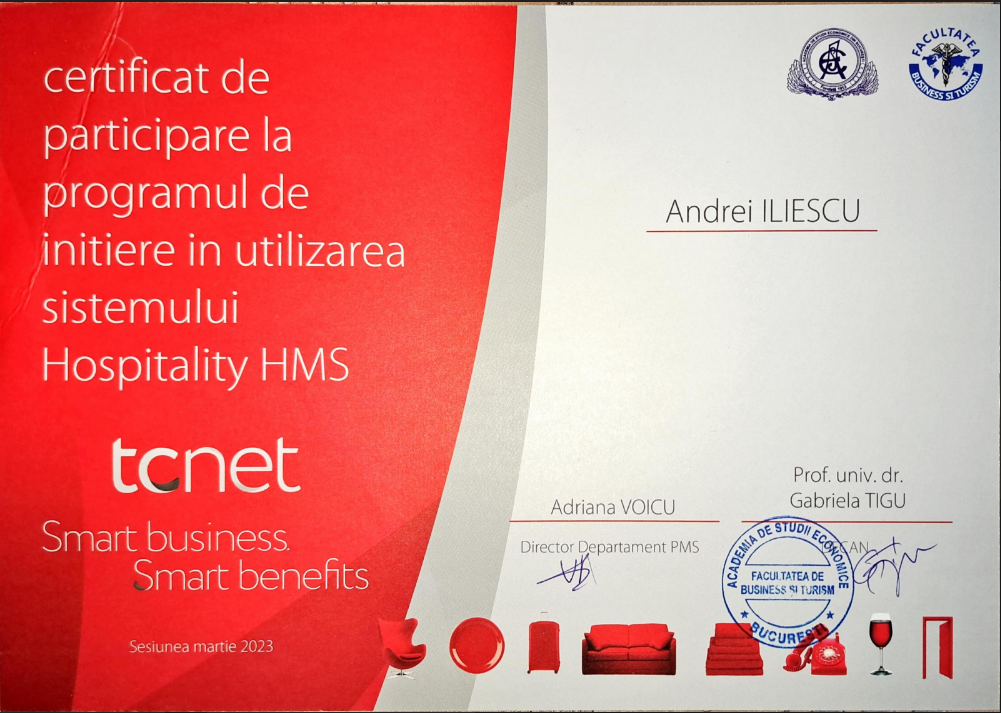 certificat de
participare la
programul de
initiere in utilizarea
sistemului
Hospitality HMS
tcnet
Smart business.
Smart benefits
Sesiunea martie 2023
FACULTATEA
BUSINESS SI TURISM
Andrei ILIESCU
Adriana VOICU
Director Departament PMS
Prof. univ. dr.
Gabriela TIGU
DECAN
ACADEMIA DE STUDII ECONOMICE
FACULTATEA DE
BUSINESS SI TURISM
BUCUREȘTI